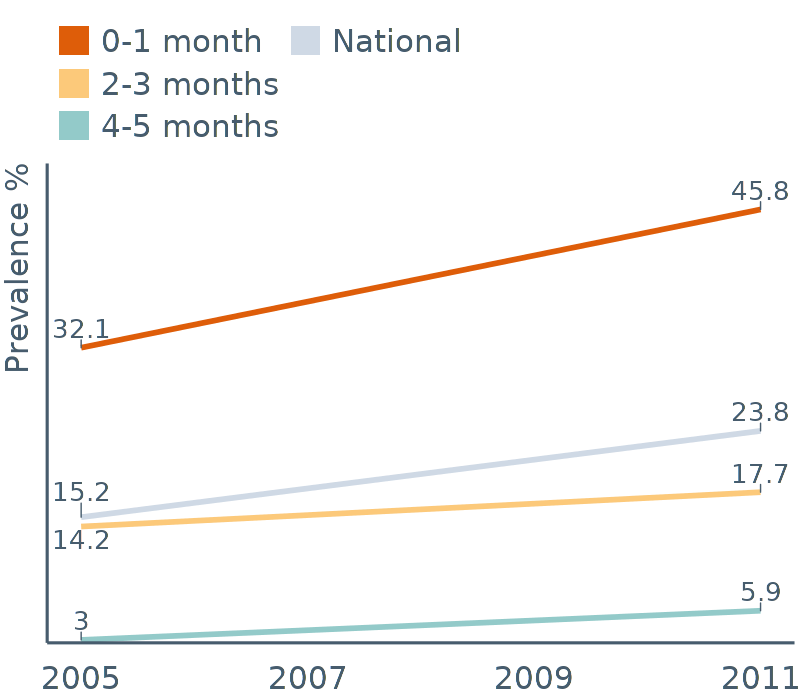 0-1 month
National
2-3 months
4-5 months
Prevalence %
45.8
32.1
23.8
17.7
15.2
14.2
5.9
3
2005 2007 2009 2011